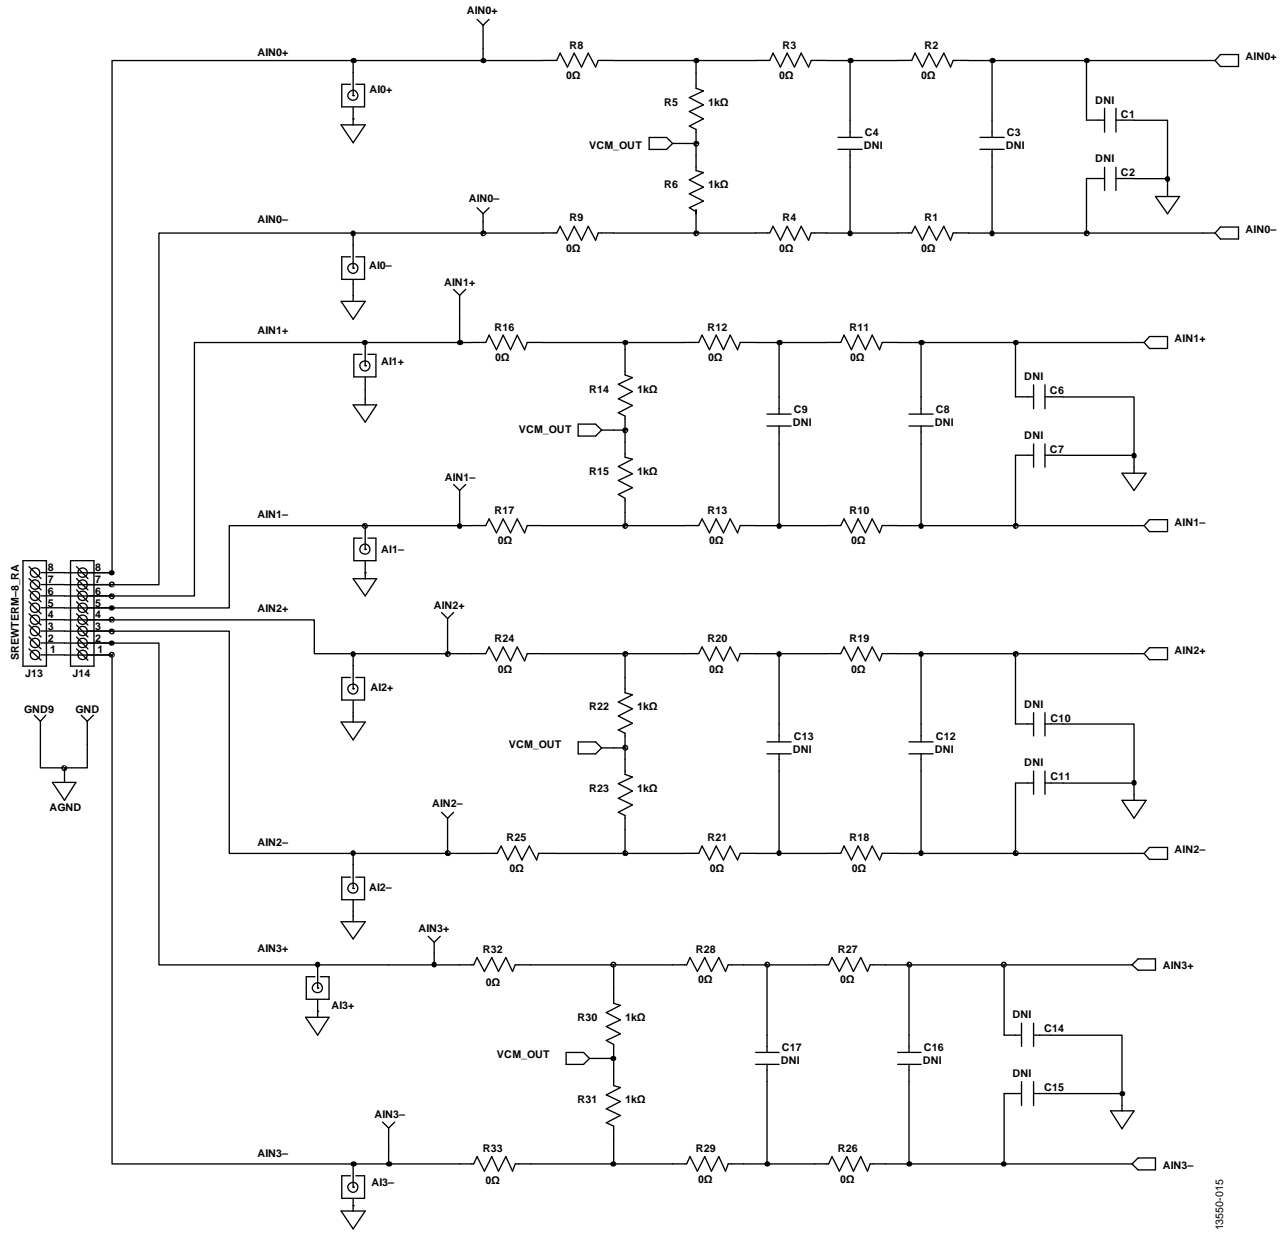 AIN0+
AIN0+ R8 R3 R2 AIN0+
0Ω 0Ω 0Ω
AI0+
R5 1kΩ
DNI
C1
C4
DNI
C3
DNI
VCM_OUT
DNI
C2
R6 1kΩ
AIN0–
AIN0– R9 R4 R1 AIN0–
0Ω 0Ω 0Ω
AI0–
AIN1+
AIN1+ R16 R12 R11 AIN1+
0Ω 0Ω 0Ω
AI1+
R14 1kΩ
DNI
C6
C9
DNI
C8
DNI
VCM_OUT
DNI
C7
R15 1kΩ
AIN1–
AIN1– R17 R13 R10 AIN1–
0Ω 0Ω 0Ω
AI1–
SREWTERM–8_RA
8 8
7 7
6 6
5 5
4 4
3 3
2 2
1 1
J13 J14
AIN2+
AIN2+ R24 R20 R19 AIN2+
0Ω 0Ω 0Ω
AI2+
GND9 GND
AGND
R22 1kΩ
DNI
C10
C13
DNI
C12
DNI
VCM_OUT
DNI
C11
R23 1kΩ
AIN2–
AIN2– R25 R21 R18 AIN2–
0Ω 0Ω 0Ω
AI2–
AIN3+
AIN3+ R32 R28 R27 AIN3+
0Ω 0Ω 0Ω
AI3+
R30 1kΩ
DNI
C14
C17
DNI
C16
DNI
VCM_OUT
DNI
C15
R31 1kΩ
AIN3–
AIN3– R33 R29 R26 AIN3–
0Ω 0Ω 0Ω
AI3–
13550-015